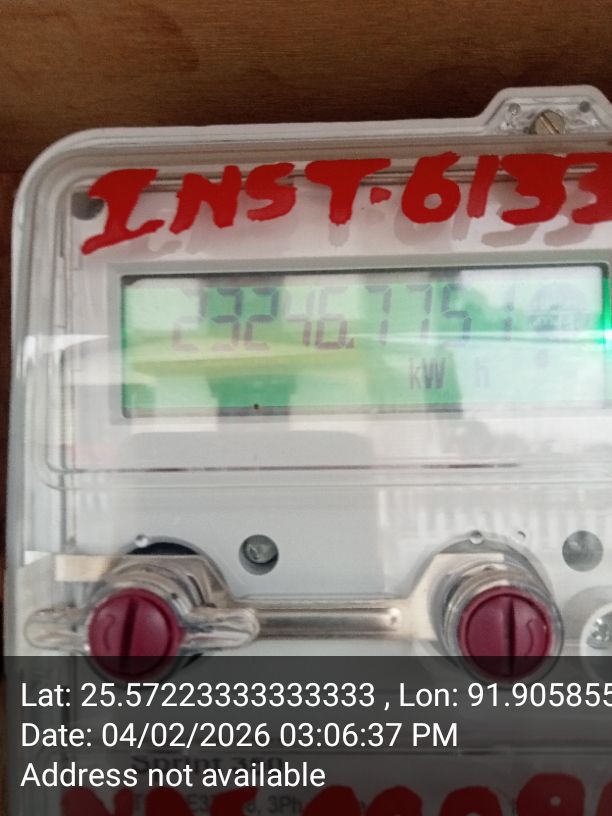 INST-6133
23246.7751
kW h
Lat: 25.57223333333333 , Lon: 91.905855
Date: 04/02/2026 03:06:37 PM
Address not available